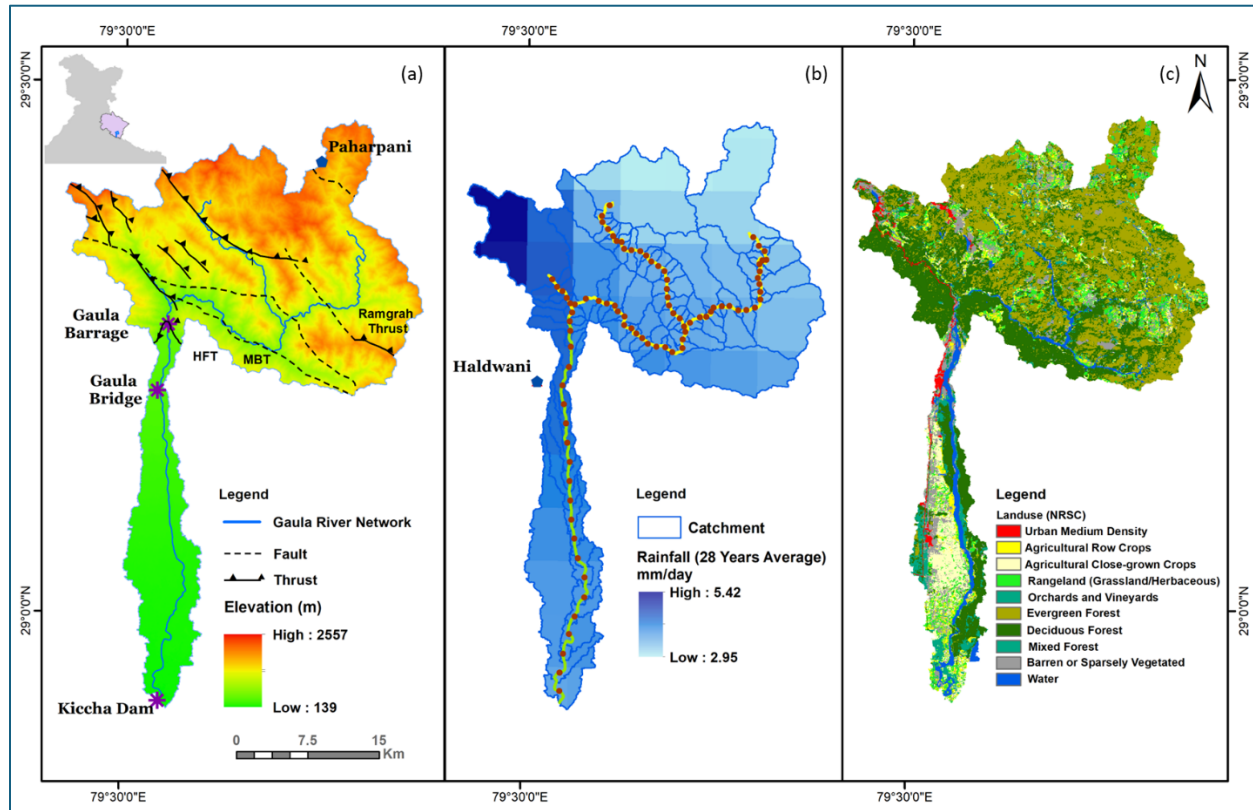 79°30'0"E
79°30'0"E
79°30'0"E
29°30'0"N
29°0'0"N
(a)
Paharpani
Gaula
Barrage
HFT
MBT
Ramgrah
Thrust
Gaula
Bridge
Kiccha Dam
Legend
Gaula River Network
Fault
Thrust
Elevation (m)
High : 2557
Low : 139
0 7.5 15
Km
79°30'0"E
(b)
Haldwani
Legend
Catchment
Rainfall (28 Years Average)
mm/day
High : 5.42
Low : 2.95
79°30'0"E
(c)
N
Legend
Landuse (NRSC)
Urban Medium Density
Agricultural Row Crops
Agricultural Close-grown Crops
Rangeland (Grassland/Herbaceous)
Orchards and Vineyards
Evergreen Forest
Deciduous Forest
Mixed Forest
Barren or Sparsely Vegetated
Water
29°30'0"N
29°0'0"N
79°30'0"E